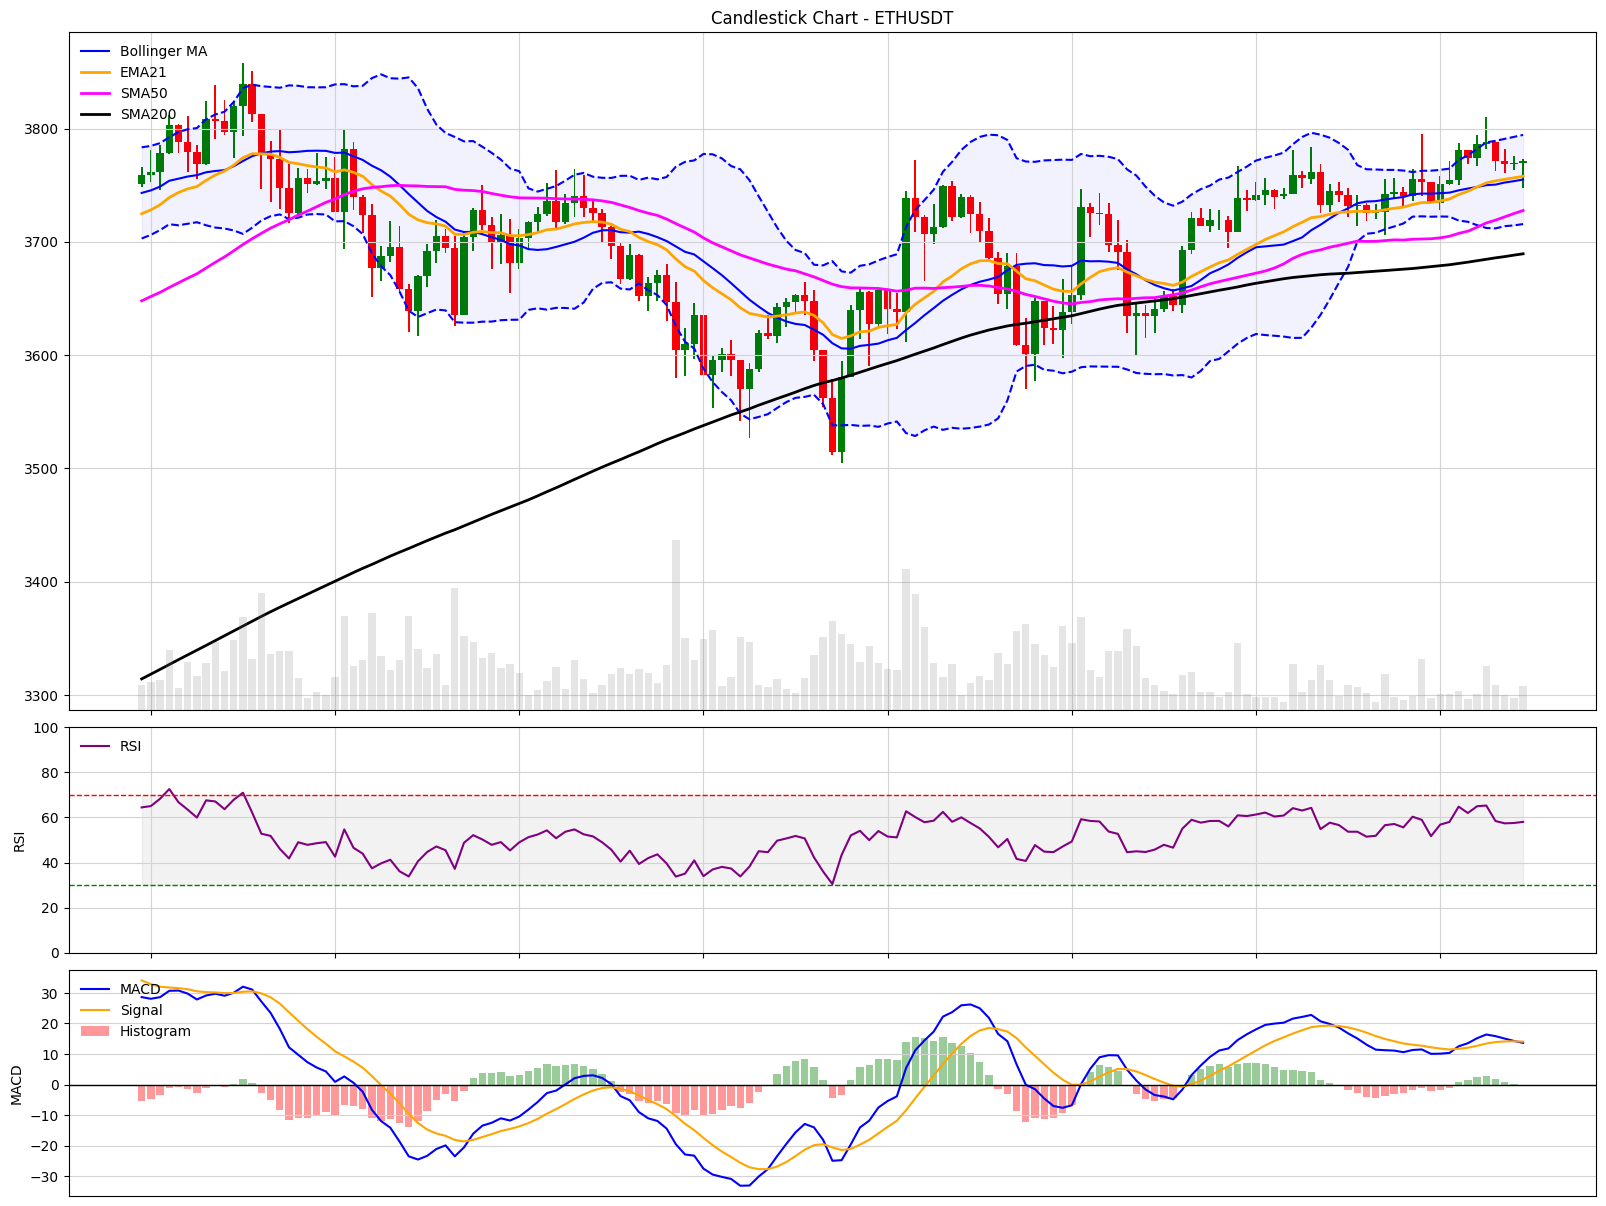 Candlestick Chart - ETHUSDT
Bollinger MA
EMA21
SMA50
SMA200
3800
3700
3600
3500
3400
3300
RSI
100
80
60
40
20
0
RSI
MACD
Signal
Histogram
30
20
10
0
−10
−20
−30
MACD